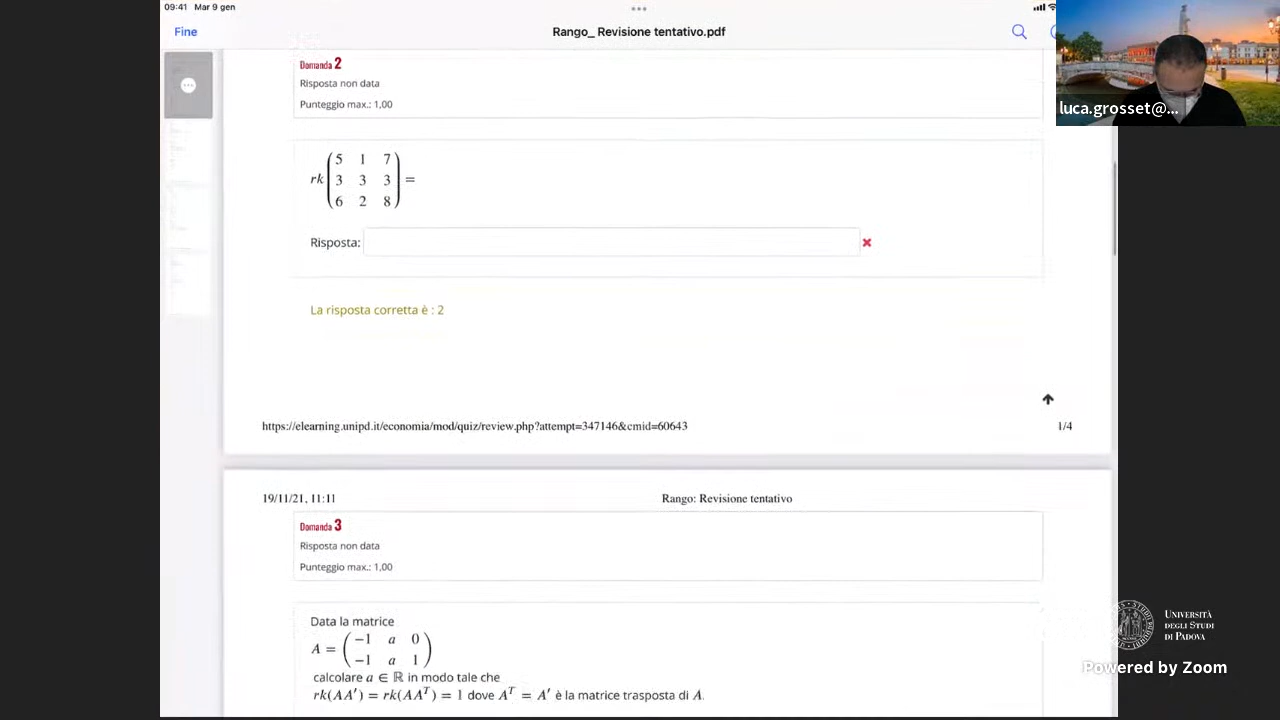 09:41 Mar 9 gen
Fine
Rango_ Revisione tentativo.pdf
luca.grosset@...
Domanda 2
Risposta non data
Punteggio max.: 1,00
5 1 7
rk 3 3 3 =
6 2 8
Risposta:
La risposta corretta è : 2
https://elearning.unipd.it/economia/mod/quiz/review.php?attempt=347146&cmid=60643 1/4
19/11/21, 11:11 Rango: Revisione tentativo
Domanda 3
Risposta non data
Punteggio max.: 1,00
Data la matrice
A = ( −1 a 0
−1 a 1 )
calcolare a ∈ ℝ in modo tale che
rk(AA′) = rk(AAᵀ) = 1 dove Aᵀ = A′ è la matrice trasposta di A.
Università
degli Studi
di Padova
Powered by Zoom